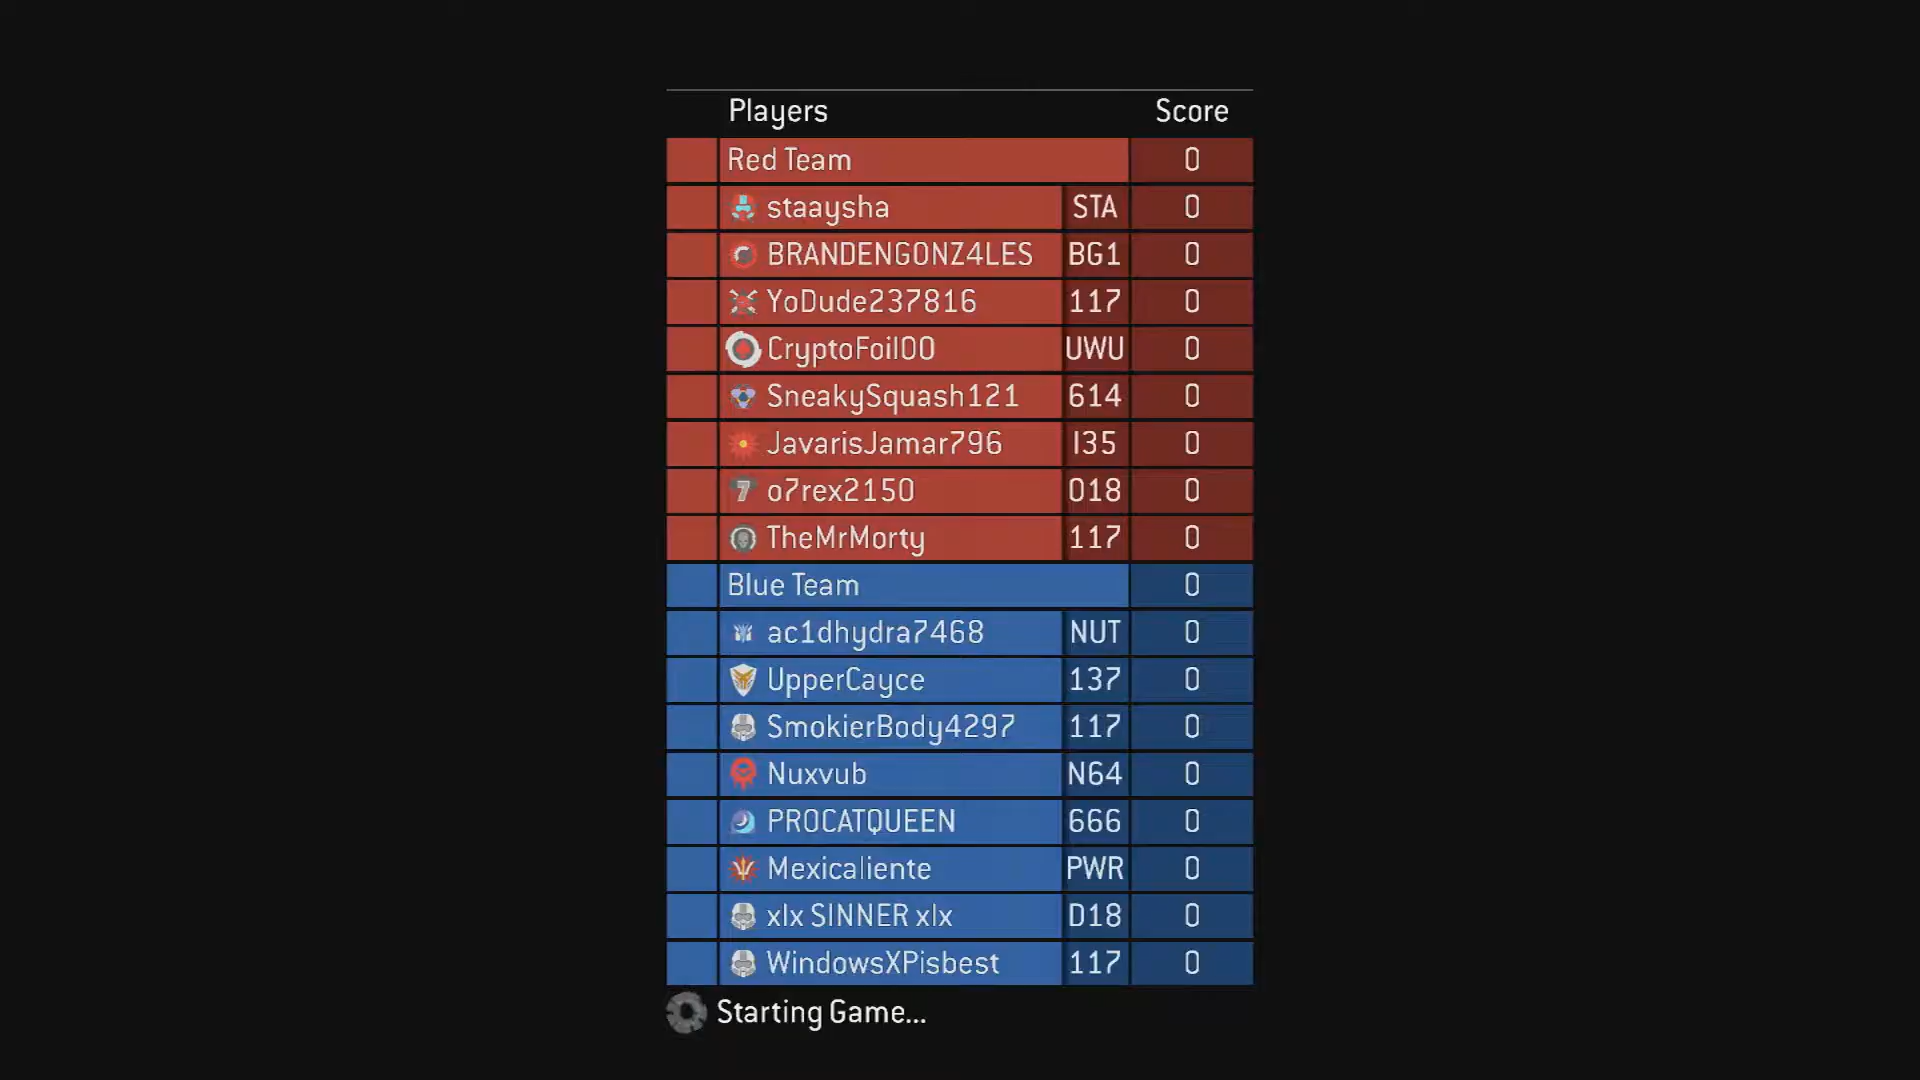 Players Score
Red Team 0
staaysha STA 0
BRANDENGONZ4LES BG1 0
YoDude237816 117 0
CryptoFoil00 UWU 0
SneakySquash121 614 0
JavarisJamar796 I35 0
7 o7rex2150 018 0
TheMrMorty 117 0
Blue Team 0
ac1dhydra7468 NUT 0
UpperCayce 137 0
SmokierBody4297 117 0
Nuxvub N64 0
PROCATQUEEN 666 0
Mexicaliente PWR 0
xlx SINNER xlx D18 0
WindowsXPisbest 117 0
Starting Game...